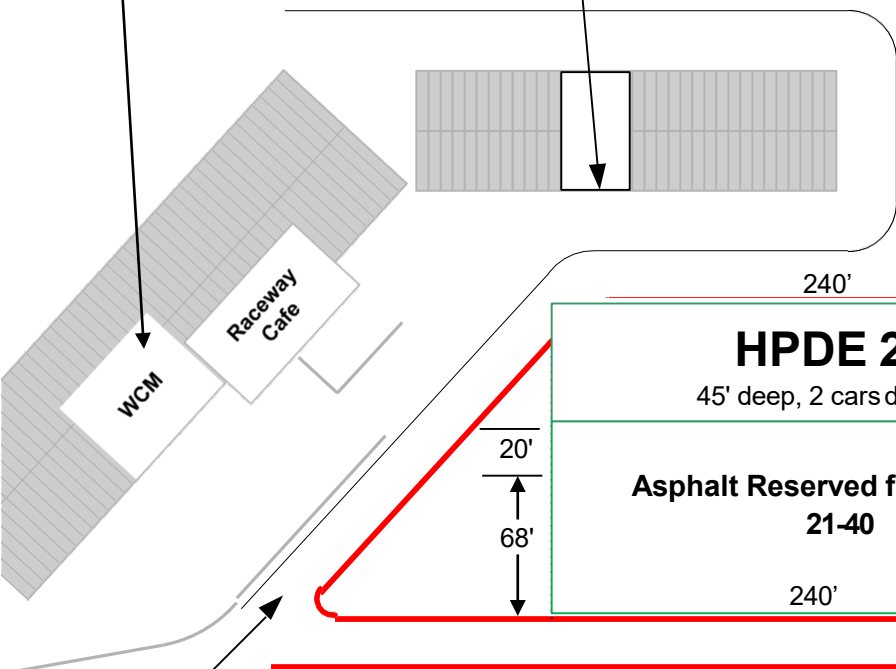 240’
HPDE 2
45' deep, 2 cars d
Raceway
Cafe
WCM
20'
68'
Asphalt Reserved f
21-40
240’